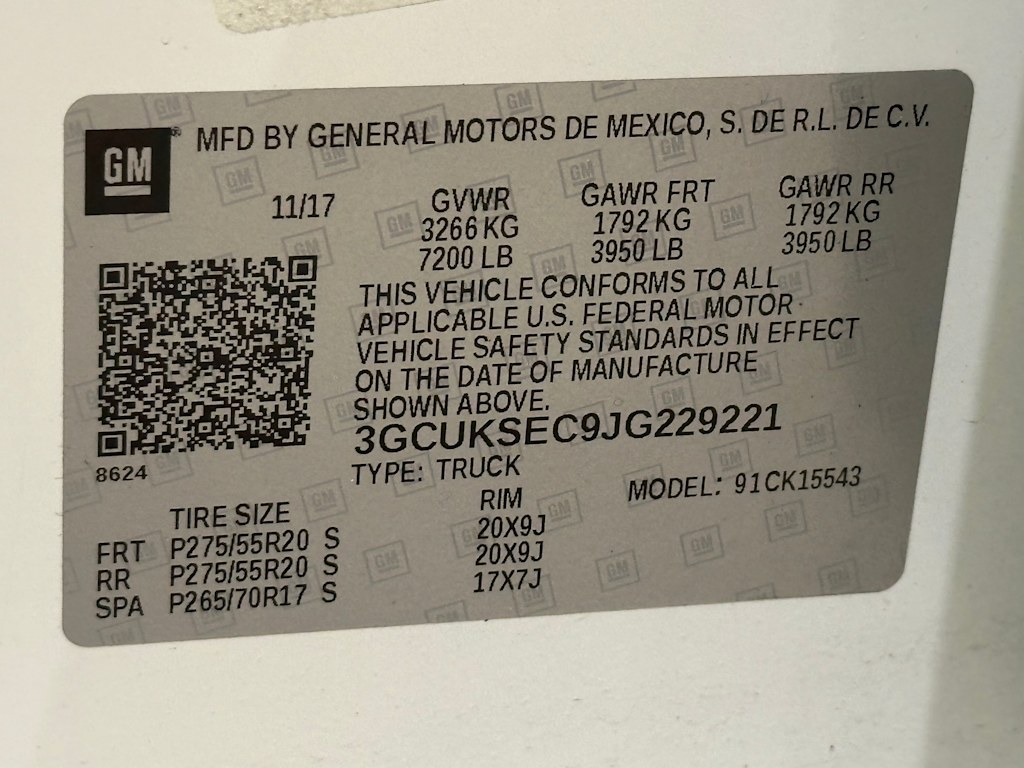 GM® MFD BY GENERAL MOTORS DE MEXICO, S. DE R.L. DE C.V.
11/17 GVWR GAWR FRT GAWR RR
3266 KG 1792 KG 1792 KG
7200 LB 3950 LB 3950 LB
THIS VEHICLE CONFORMS TO ALL
APPLICABLE U.S. FEDERAL MOTOR
VEHICLE SAFETY STANDARDS IN EFFECT
ON THE DATE OF MANUFACTURE
SHOWN ABOVE.
3GCUKSEC9JG229221
8624 TYPE: TRUCK MODEL: 91CK15543
TIRE SIZE RIM
FRT P275/55R20 S 20X9J
RR P275/55R20 S 20X9J
SPA P265/70R17 S 17X7J